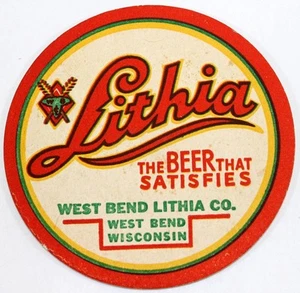 Lithia
THE BEER THAT
SATISFIES
WEST BEND LITHIA CO.
WEST BEND
WISCONSIN